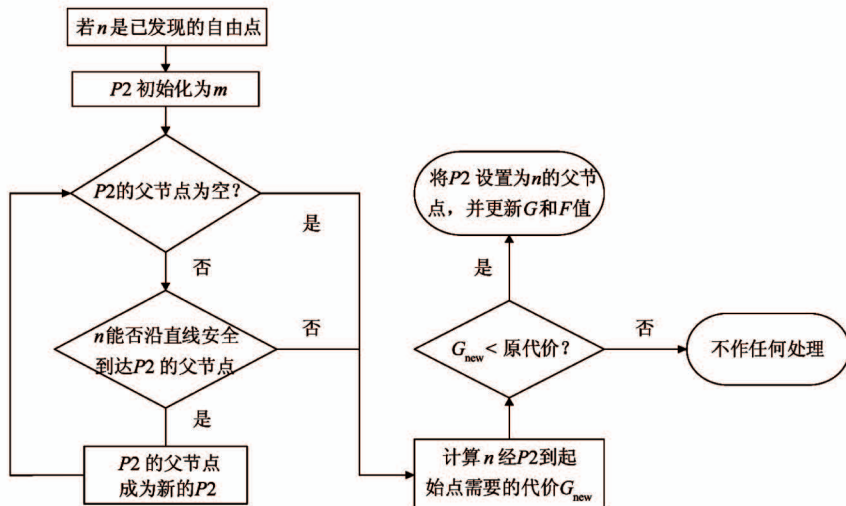 若n是已发现的自由点
P2 初始化为m
P2的父节点为空?
是
否
n能否沿直线安全
到达P2 的父节点
否
是
P2 的父节点
成为新的P2
将P2 设置为n的父节
点，并更新G和F值
是
G_new < 原代价?
否
不作任何处理
计算n经P2到起
始点需要的代价G_new